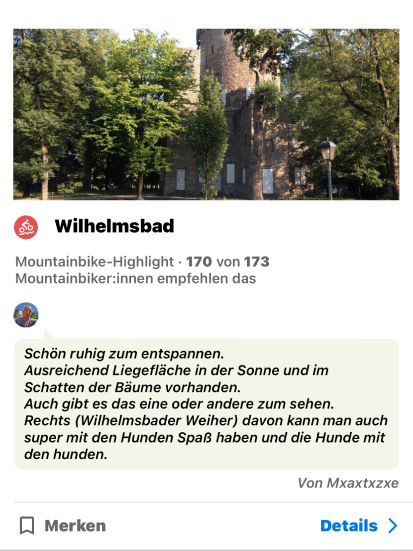 Wilhelmsbad
Mountainbike-Highlight · 170 von 173
Mountainbiker:innen empfehlen das
Schön ruhig zum entspannen.
Ausreichend Liegefläche in der Sonne und im
Schatten der Bäume vorhanden.
Auch gibt es das eine oder andere zum sehen.
Rechts (Wilhelmsbader Weiher) davon kann man auch
super mit den Hunden Spaß haben und die Hunde mit
den hunden.
Von Mxaxtxzxe
Merken
Details